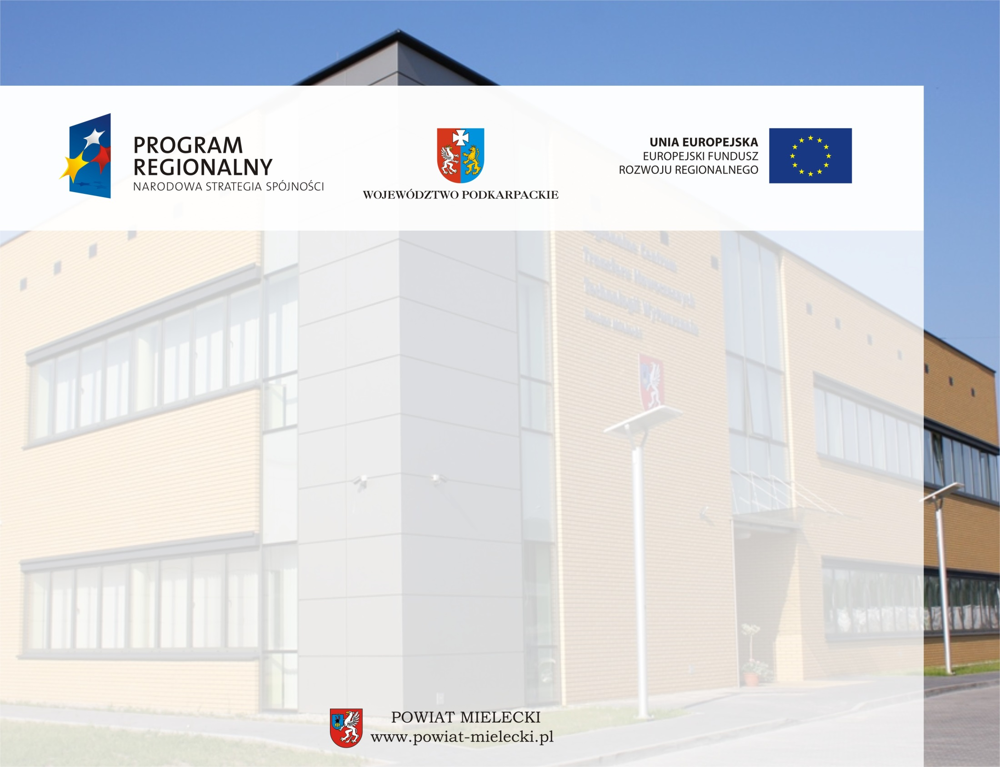 PROGRAM
REGIONALNY
NARODOWA STRATEGIA SPÓJNOŚCI
WOJEWÓDZTWO PODKARPACKIE
UNIA EUROPEJSKA
EUROPEJSKI FUNDUSZ
ROZWOJU REGIONALNEGO
Regionalne Centrum
Transferu Nowoczesnych
Technologii Wytwarzania
Powiat Mielecki
POWIAT MIELECKI
www.powiat-mielecki.pl